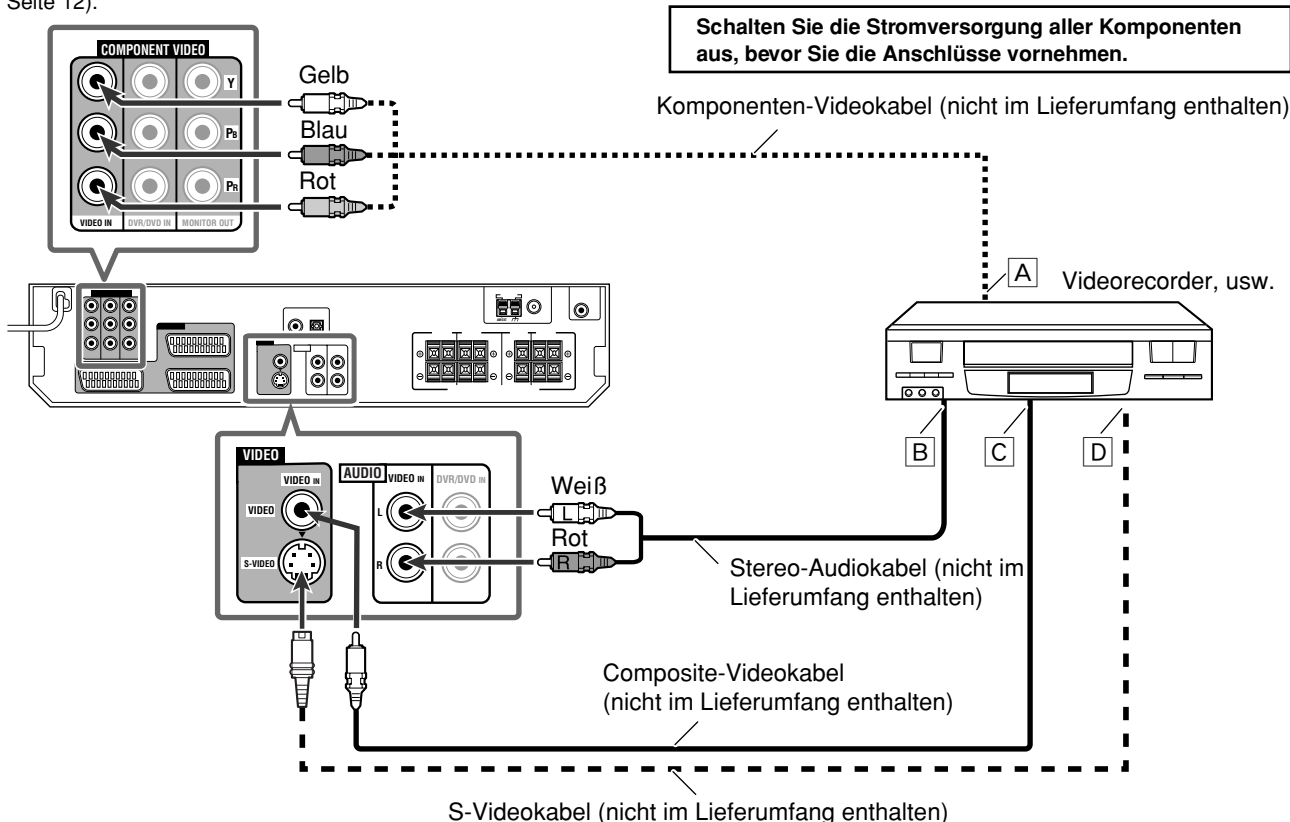 Seite 12).
Schalten Sie die Stromversorgung aller Komponenten
aus, bevor Sie die Anschlüsse vornehmen.
COMPONENT VIDEO
Y
PB
PR
VIDEO IN
DVR/DVD IN
MONITOR OUT
Gelb
Blau
Rot
Komponenten-Videokabel (nicht im Lieferumfang enthalten)
A
Videorecorder, usw.
B
C
D
VIDEO
VIDEO IN
VIDEO
S-VIDEO
AUDIO
VIDEO IN
DVR/DVD IN
L
R
Weiß
L
Rot
R
Stereo-Audiokabel (nicht im
Lieferumfang enthalten)
Composite-Videokabel
(nicht im Lieferumfang enthalten)
S-Videokabel (nicht im Lieferumfang enthalten)